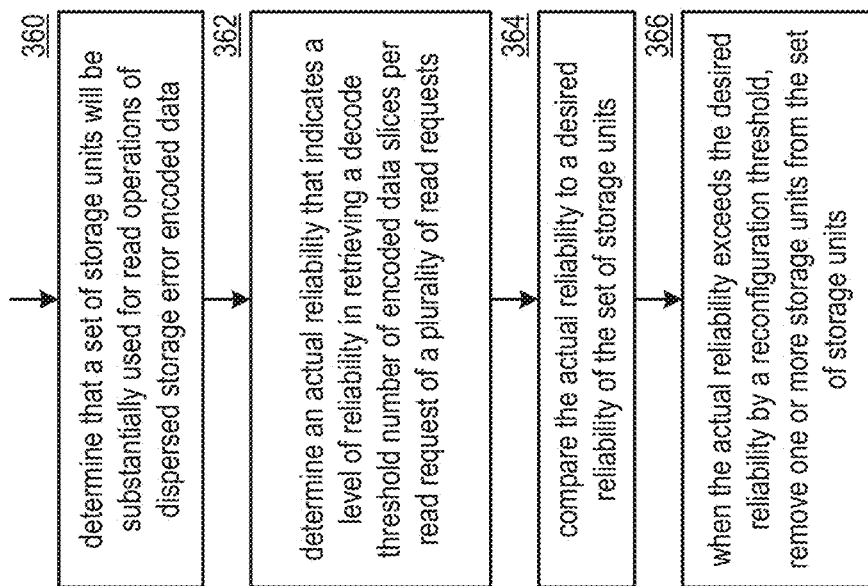 360
determine that a set of storage units will be
substantially used for read operations of
dispersed storage error encoded data
362
determine an actual reliability that indicates a
level of reliability in retrieving a decode
threshold number of encoded data slices per
read request of a plurality of read requests
364
compare the actual reliability to a desired
reliability of the set of storage units
366
when the actual reliability exceeds the desired
reliability by a reconfiguration threshold,
remove one or more storage units from the set
of storage units